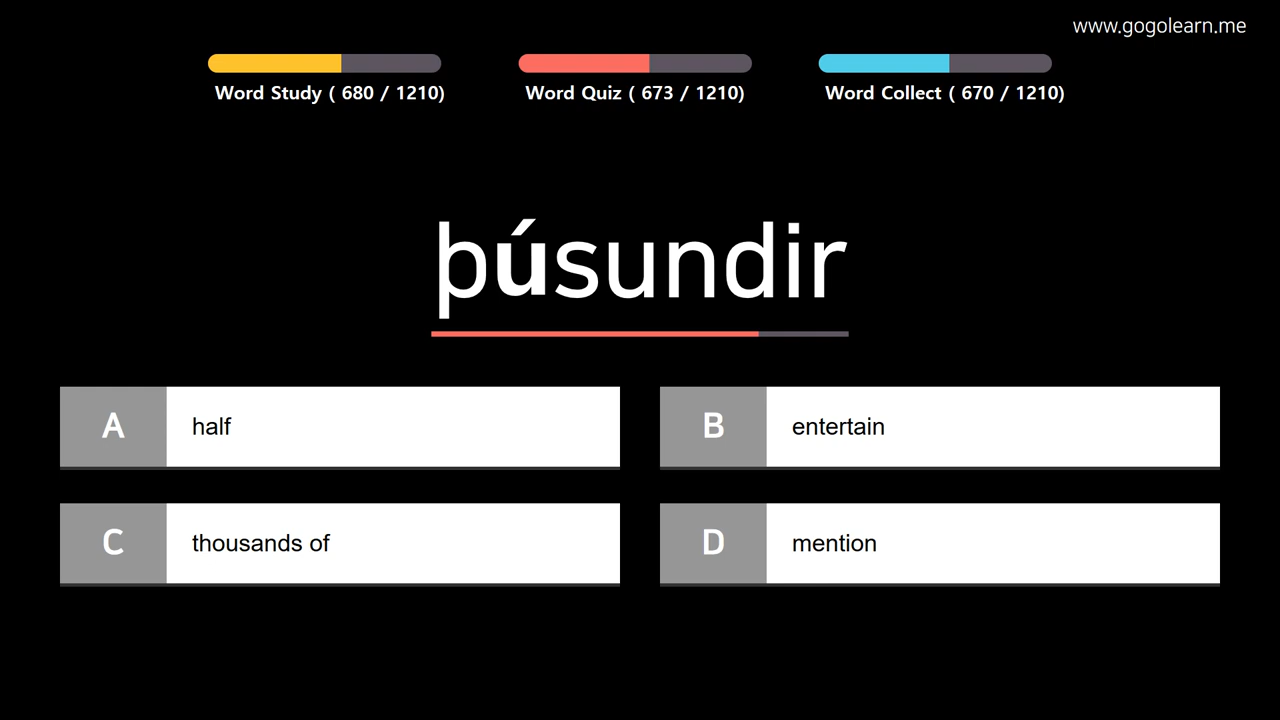 www.gogolearn.me
Word Study ( 680 / 1210)
Word Quiz ( 673 / 1210)
Word Collect ( 670 / 1210)
þúsundir
A half
B entertain
C thousands of
D mention